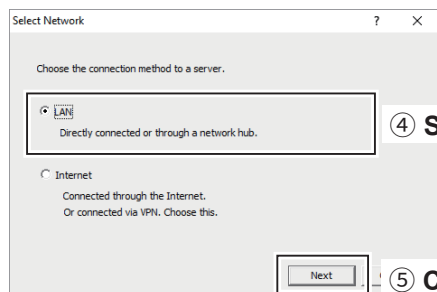 Select Network ? ×
Choose the connection method to a server.
LAN
④ S
Directly connected or through a network hub.
Internet
Connected through the Internet.
Or connected via VPN. Choose this.
Next
⑤ C